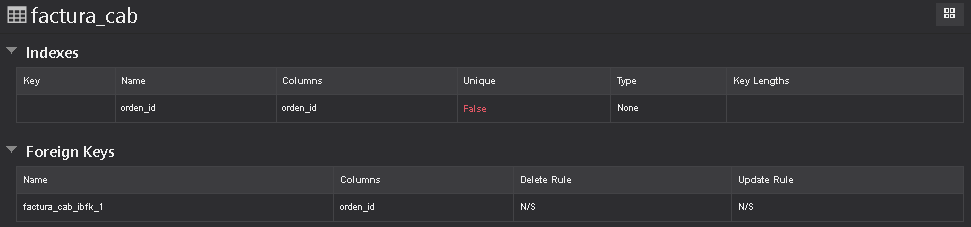 factura_cab
Indexes
Key Name Columns Unique Type Key Lengths
orden_id orden_id False None
Foreign Keys
Name Columns Delete Rule Update Rule
factura_cab_ibfk_1 orden_id N/S N/S